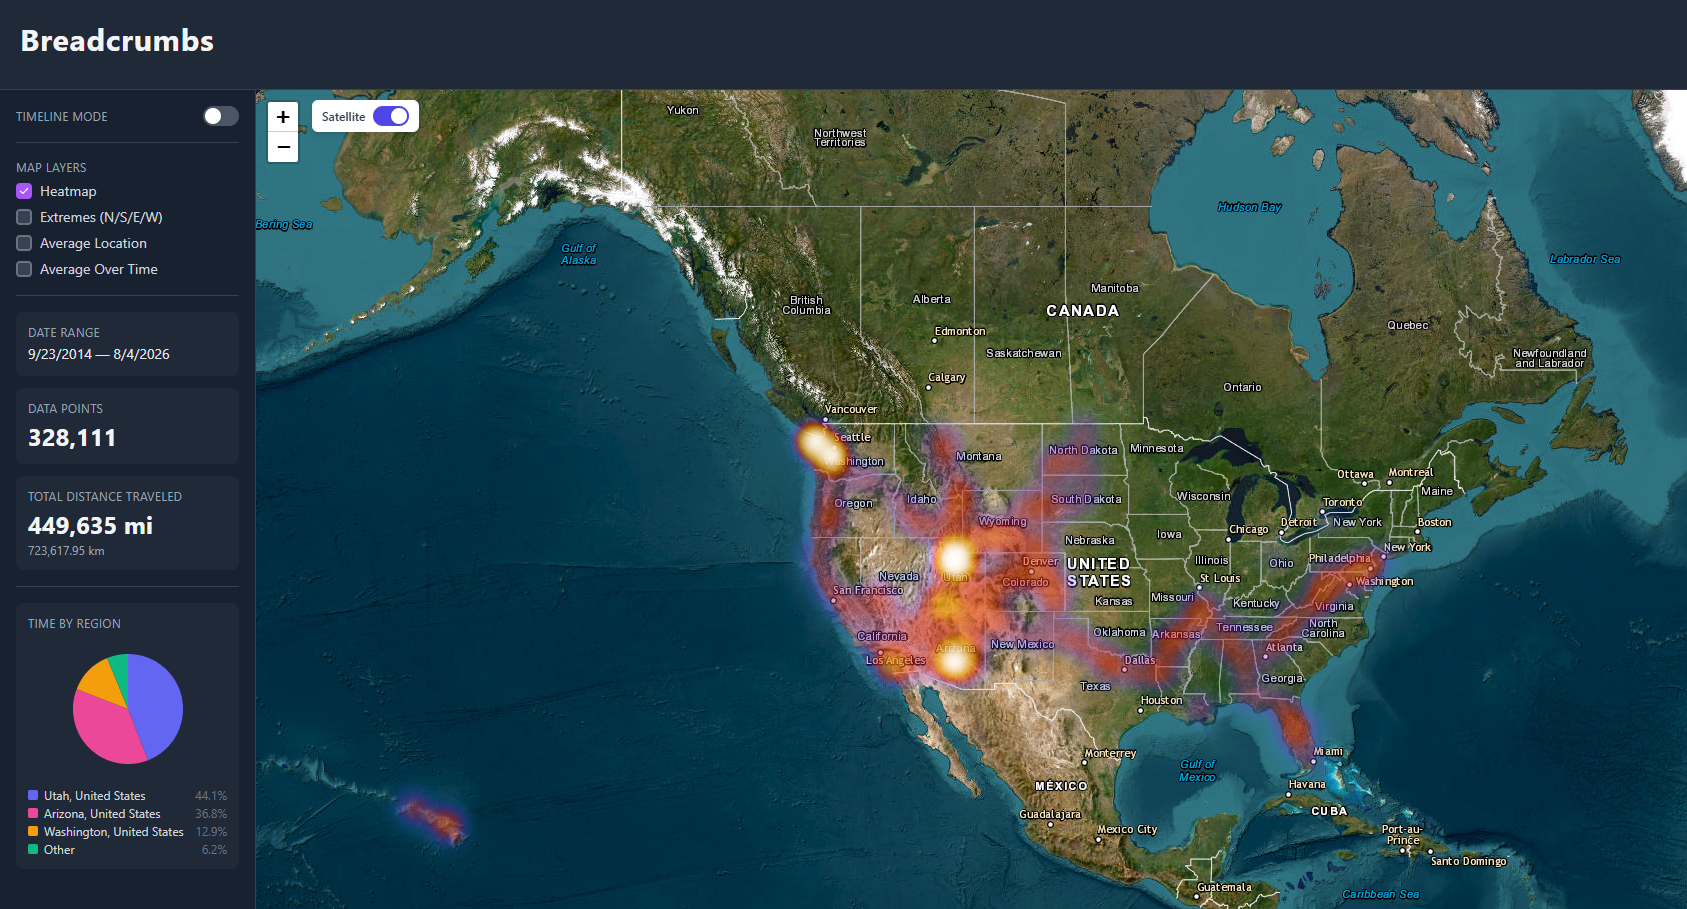 Breadcrumbs
TIMELINE MODE
MAP LAYERS
Heatmap
Extremes (N/S/E/W)
Average Location
Average Over Time
DATE RANGE
9/23/2014 — 8/4/2026
DATA POINTS
328,111
TOTAL DISTANCE TRAVELED
449,635 mi
723,617.95 km
TIME BY REGION
Utah, United States 44.1%
Arizona, United States 36.8%
Washington, United States 12.9%
Other 6.2%
+
−
Satellite
Yukon
Northwest
Territories
Hudson Bay
Bering Sea
Gulf of
Alaska
Labrador Sea
British
Columbia
Alberta
Manitoba
CANADA
Edmonton
Saskatchewan
Quebec
Newfoundland
and Labrador
Calgary
Ontario
Vancouver
Seattle
Washington
Montana
North Dakota
Minnesota
Ottawa
Montreal
Maine
Oregon
Idaho
South Dakota
Wisconsin
Toronto
Wyoming
Chicago
Detroit
New York
Boston
Nebraska
Iowa
New York
Nevada
Utah
Denver
Colorado
UNITED
STATES
Illinois
Ohio
Philadelphia
Washington
San Francisco
Kansas
Missouri
St Louis
Kentucky
Virginia
California
Arizona
New Mexico
Oklahoma
Arkansas
Tennessee
North
Carolina
Los Angeles
Dallas
Atlanta
Texas
Georgia
Houston
Monterrey
Gulf of
Mexico
Miami
MÉXICO
Havana
CUBA
Guadalajara
Mexico City
Port-au-
Prince
Santo Domingo
Guatemala
Caribbean Sea